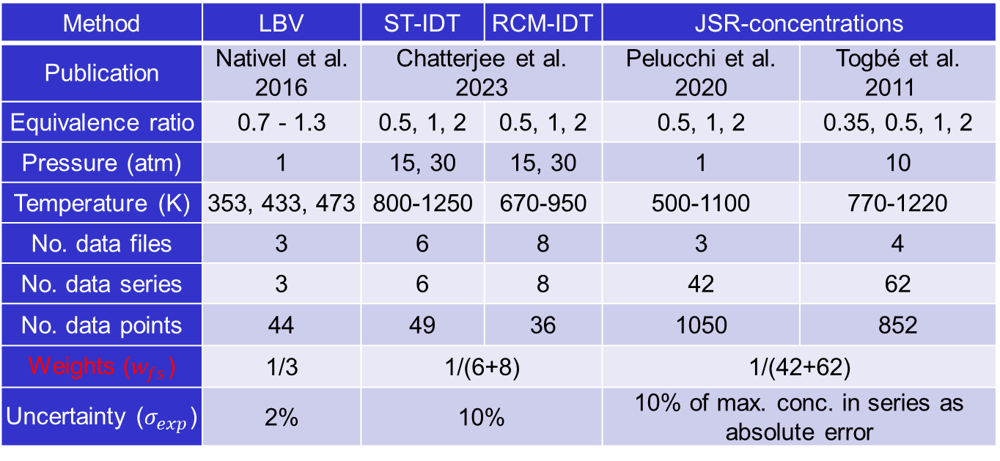 Method LBV ST-IDT RCM-IDT JSR-concentrations
Publication Nativel et al. 2016 Chatterjee et al. 2023 Pelucchi et al. 2020 Togbé et al. 2011
Equivalence ratio 0.7 - 1.3 0.5, 1, 2 0.5, 1, 2 0.5, 1, 2 0.35, 0.5, 1, 2
Pressure (atm) 1 15, 30 15, 30 1 10
Temperature (K) 353, 433, 473 800-1250 670-950 500-1100 770-1220
No. data files 3 6 8 3 4
No. data series 3 6 8 42 62
No. data points 44 49 36 1050 852
Weights (w_fs) 1/3 1/(6+8) 1/(42+62)
Uncertainty (σ_exp) 2% 10% 10% of max. conc. in series as absolute error